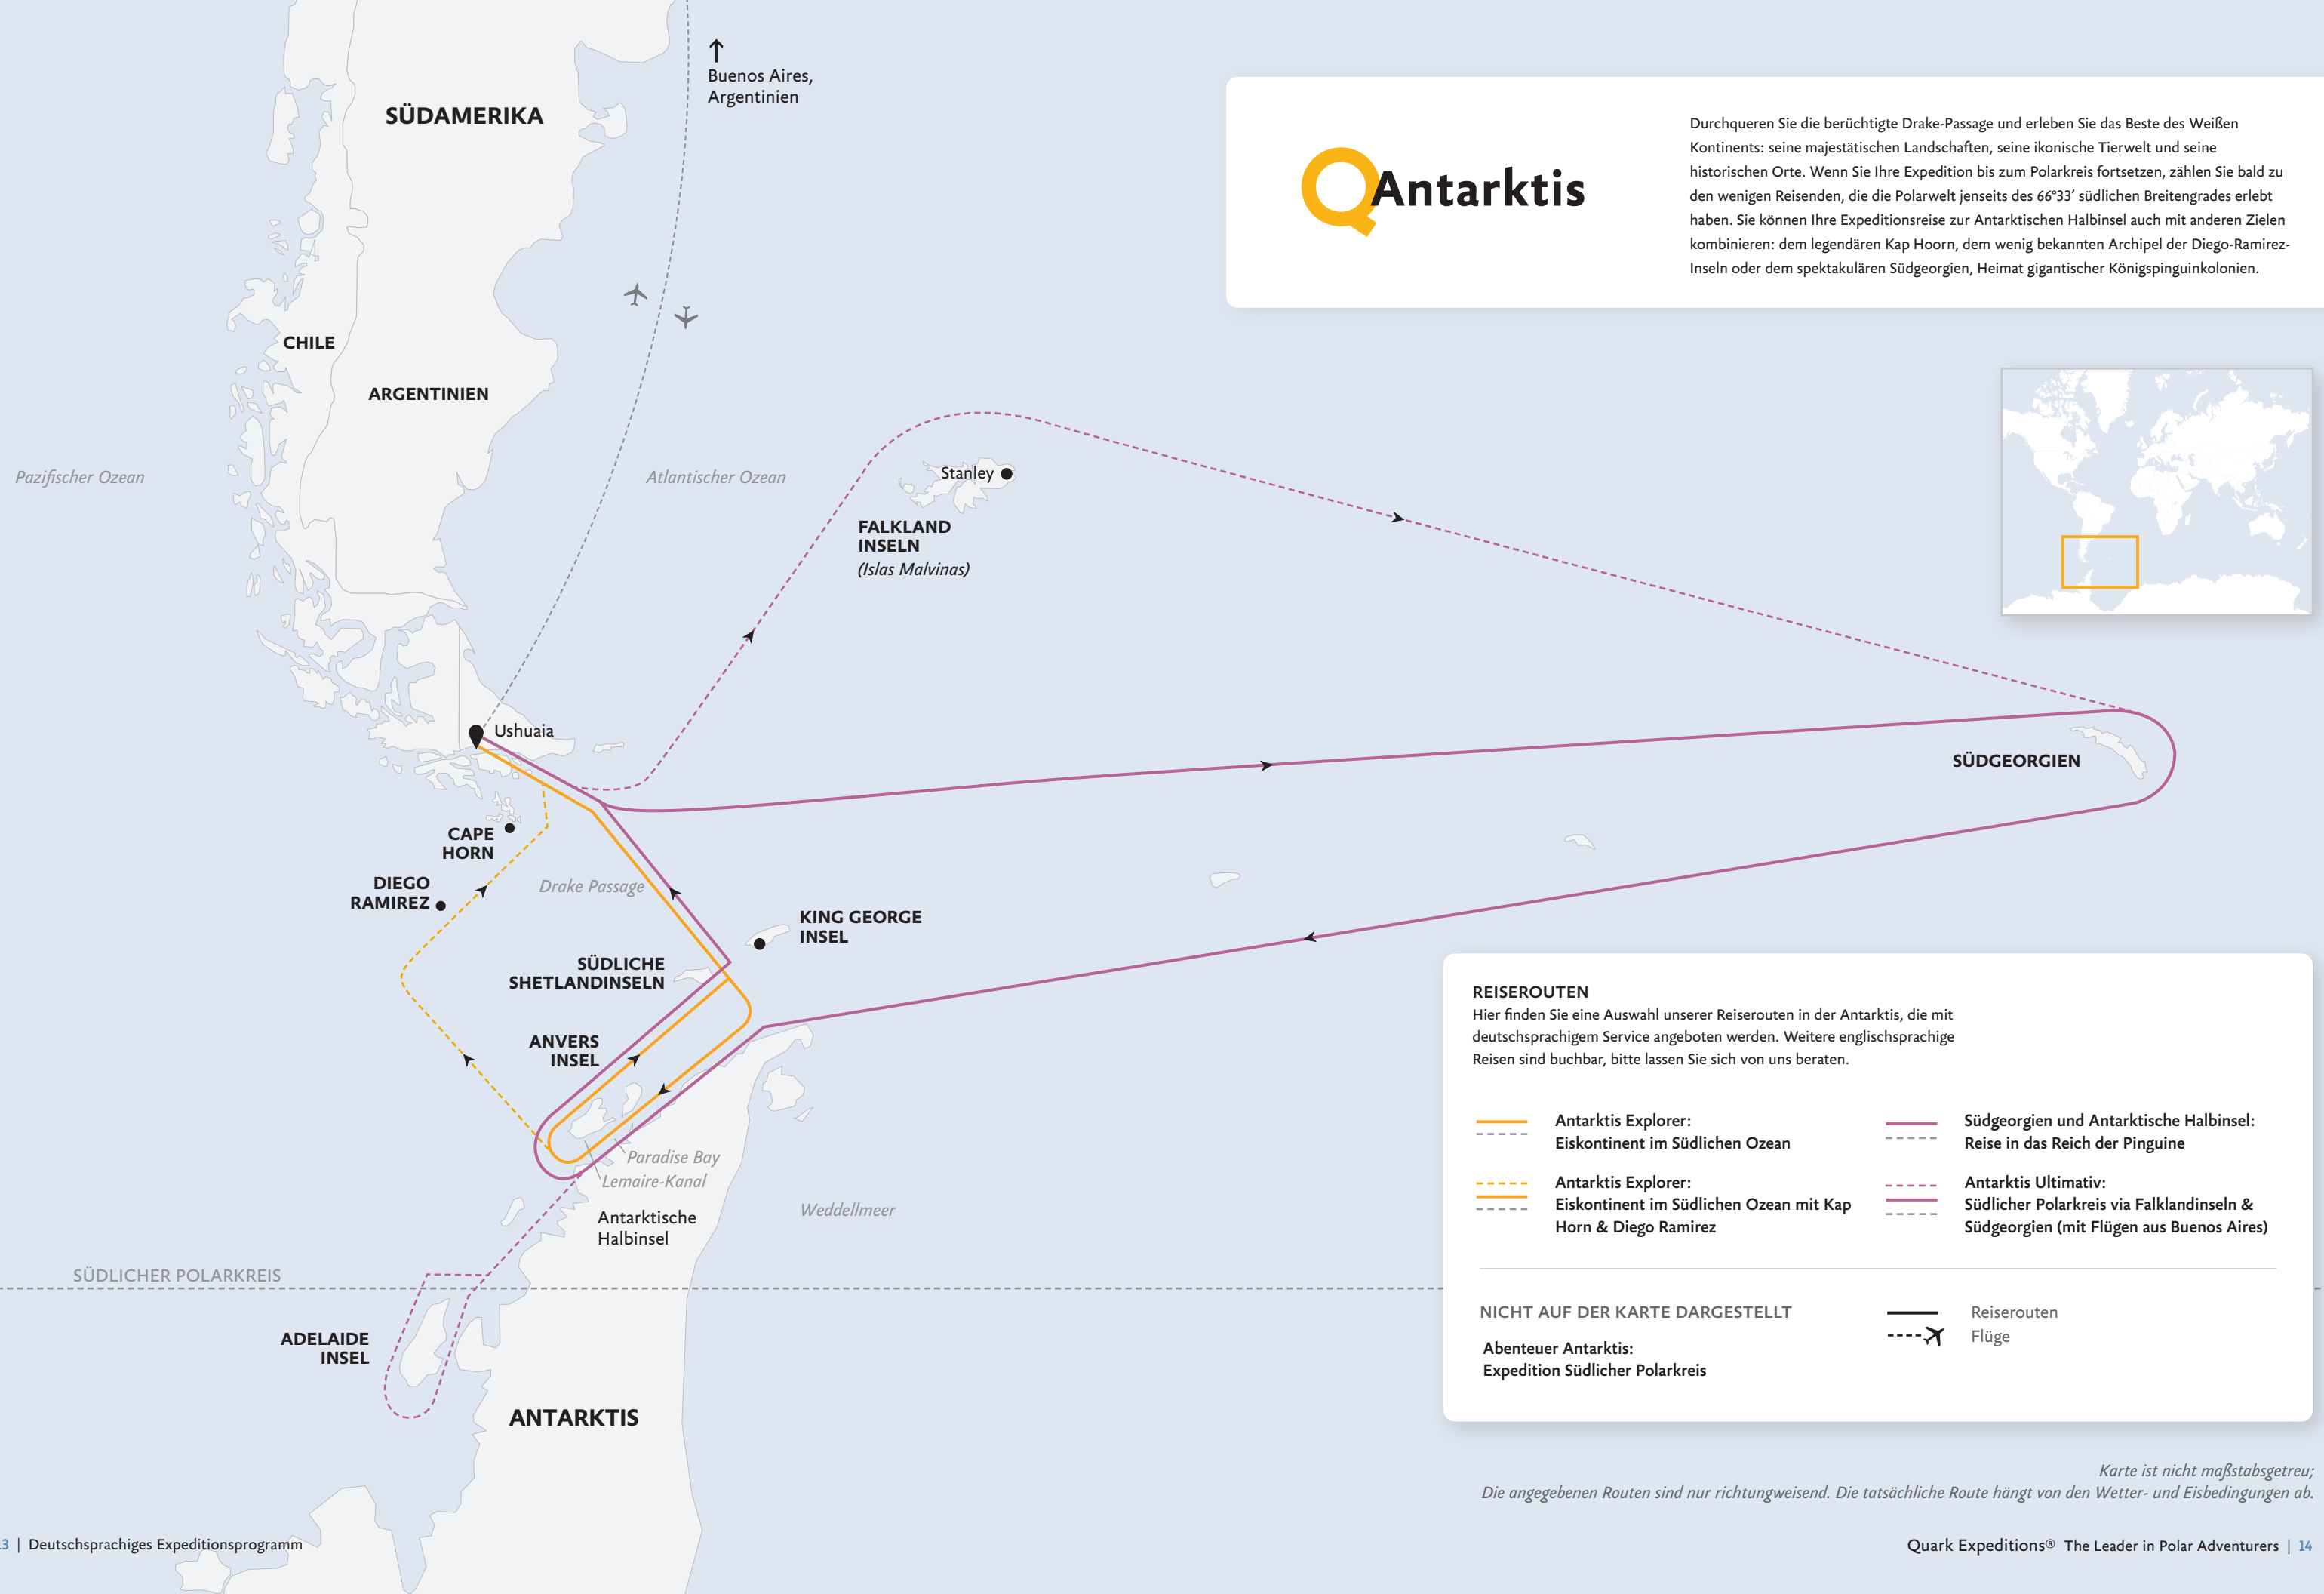 Buenos Aires,
Argentinien
SÜDAMERIKA
Antarktis
Durchqueren Sie die berüchtigte Drake-Passage und erleben Sie das Beste des Weißen
Kontinents: seine majestätischen Landschaften, seine ikonische Tierwelt und seine
historischen Orte. Wenn Sie Ihre Expedition bis zum Polarkreis fortsetzen, zählen Sie bald zu
den wenigen Reisenden, die die Polarwelt jenseits des 66°33’ südlichen Breitengrades erlebt
haben. Sie können Ihre Expeditionsreise zur Antarktischen Halbinsel auch mit anderen Zielen
kombinieren: dem legendären Kap Hoorn, dem wenig bekannten Archipel der Diego-Ramirez-
Inseln oder dem spektakulären Südgeorgien, Heimat gigantischer Königspinguinkolonien.
CHILE
ARGENTINIEN
Pazifischer Ozean
Atlantischer Ozean
Stanley
FALKLAND
INSELN
(Islas Malvinas)
Ushuaia
SÜDGEORGIEN
CAPE
HORN
DIEGO
RAMIREZ
Drake Passage
KING GEORGE
INSEL
SÜDLICHE
SHETLANDINSELN
ANVERS
INSEL
Paradise Bay
Lemaire-Kanal
Weddellmeer
Antarktische
Halbinsel
SÜDLICHER POLARKREIS
ADELAIDE
INSEL
ANTARKTIS
REISEROUTEN
Hier finden Sie eine Auswahl unserer Reiserouten in der Antarktis, die mit
deutschsprachigem Service angeboten werden. Weitere englischsprachige
Reisen sind buchbar, bitte lassen Sie sich von uns beraten.
Antarktis Explorer:
Eiskontinent im Südlichen Ozean
Antarktis Explorer:
Eiskontinent im Südlichen Ozean mit Kap
Horn & Diego Ramirez
Südgeorgien und Antarktische Halbinsel:
Reise in das Reich der Pinguine
Antarktis Ultimativ:
Südlicher Polarkreis via Falklandinseln &
Südgeorgien (mit Flügen aus Buenos Aires)
NICHT AUF DER KARTE DARGESTELLT
Abenteuer Antarktis:
Expedition Südlicher Polarkreis
Reiserouten
Flüge
Karte ist nicht maßstabsgetreu;
Die angegebenen Routen sind nur richtungweisend. Die tatsächliche Route hängt von den Wetter- und Eisbedingungen ab.
13 | Deutschsprachiges Expeditionsprogramm
Quark Expeditions® The Leader in Polar Adventurers | 14